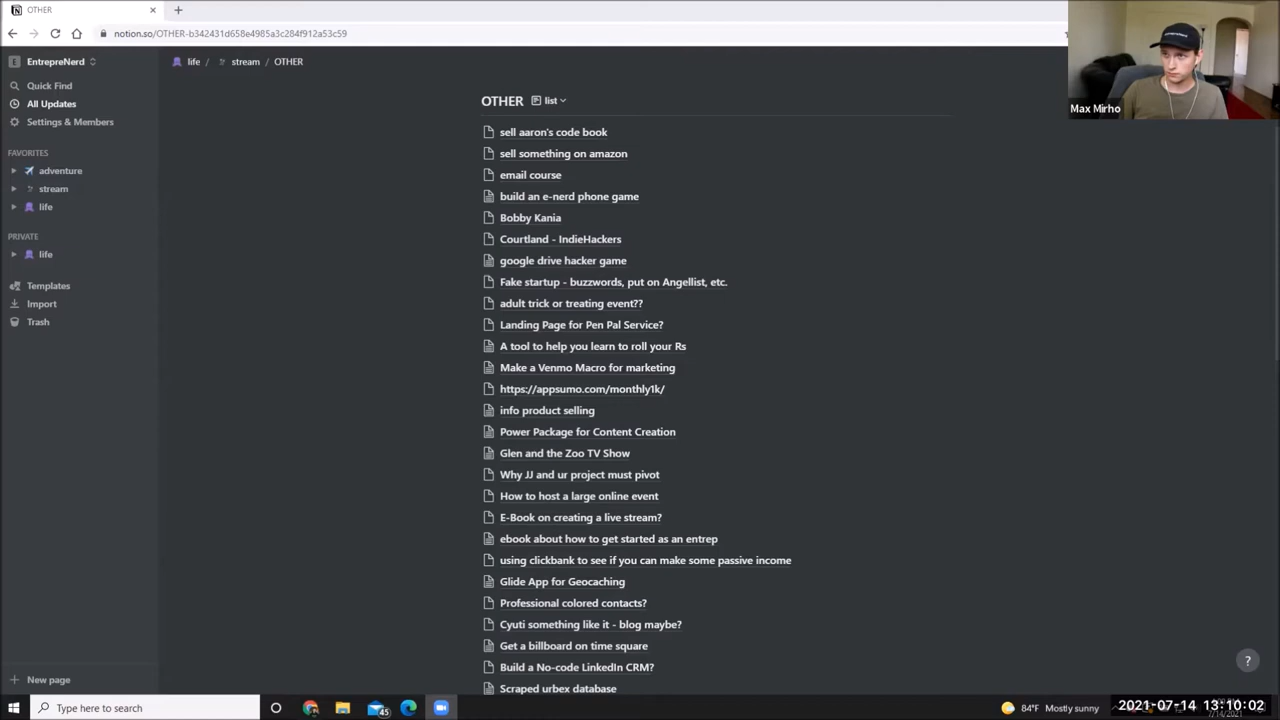 OTHER
notion.so/OTHER-b342431d658e4985a3c284f912a53c59
EntrepreNerd
Quick Find
All Updates
Settings & Members
FAVORITES
adventure
stream
life
PRIVATE
life
Templates
Import
Trash
New page
life / stream / OTHER
OTHER list
sell aaron's code book
sell something on amazon
email course
build an e-nerd phone game
Bobby Kania
Courtland - IndieHackers
google drive hacker game
Fake startup - buzzwords, put on Angellist, etc.
adult trick or treating event??
Landing Page for Pen Pal Service?
A tool to help you learn to roll your Rs
Make a Venmo Macro for marketing
https://appsumo.com/monthly1k/
info product selling
Power Package for Content Creation
Glen and the Zoo TV Show
Why JJ and ur project must pivot
How to host a large online event
E-Book on creating a live stream?
ebook about how to get started as an entrep
using clickbank to see if you can make some passive income
Glide App for Geocaching
Professional colored contacts?
Cyuti something like it - blog maybe?
Get a billboard on time square
Build a No-code LinkedIn CRM?
Scraped urbex database
Max Mirho
?
Type here to search
45
84°F Mostly sunny
2021-07-14 13:10:02